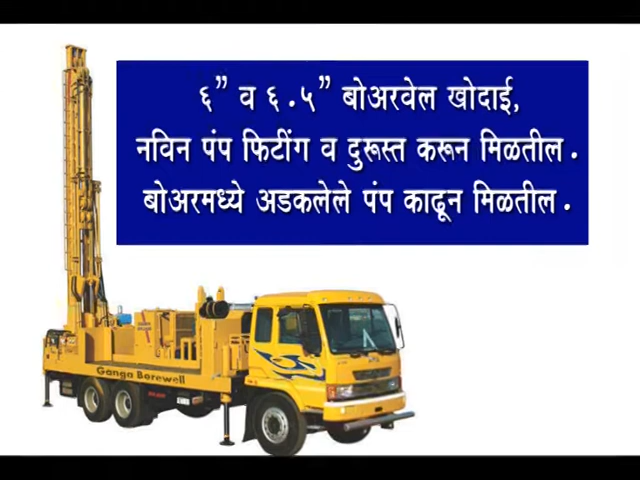 ६” व ६.५” बोअरवेल खोदाई,
नविन पंप फिटींग व दुरूस्त करून मिळतील.
बोअरमध्ये अडकलेले पंप काढून मिळतील.
Ganga Borewell